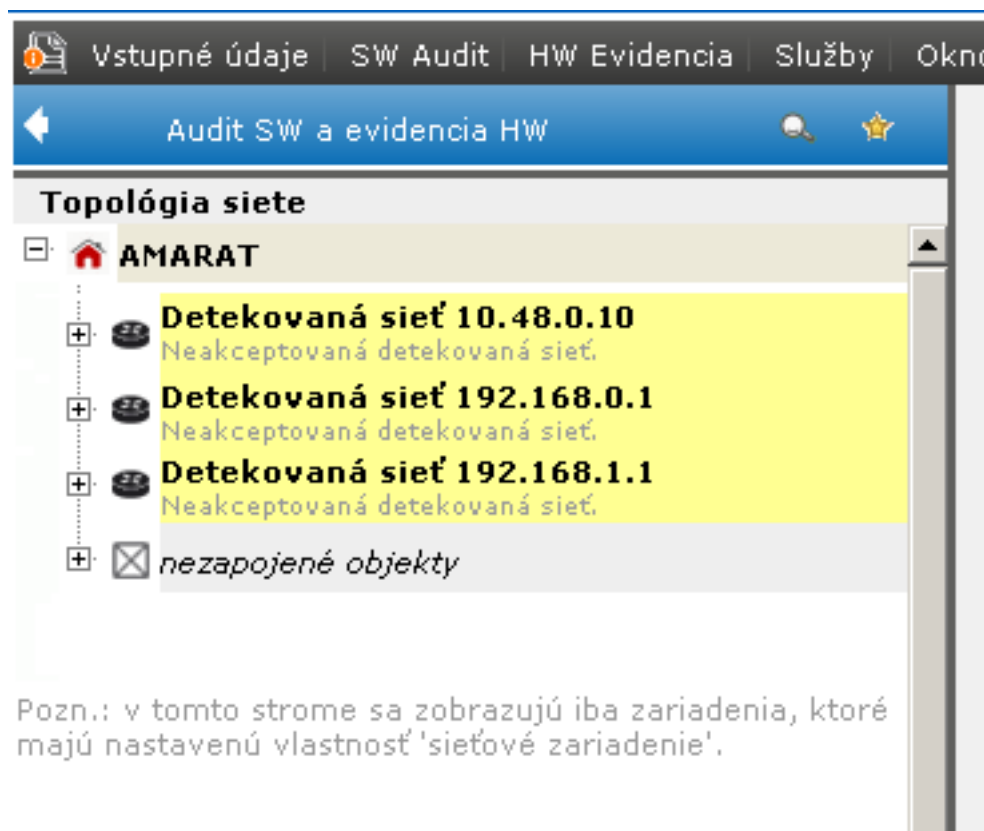 Vstupné údaje SW Audit HW Evidencia Služby
Audit SW a evidencia HW
Topológia siete
AMARAT
Detekovaná sieť 10.48.0.10
Neakceptovaná detekovaná sieť.
Detekovaná sieť 192.168.0.1
Neakceptovaná detekovaná sieť.
Detekovaná sieť 192.168.1.1
Neakceptovaná detekovaná sieť.
nezapojené objekty
Pozn.: v tomto strome sa zobrazujú iba zariadenia, ktoré
majú nastavenú vlastnosť 'sieťové zariadenie'.